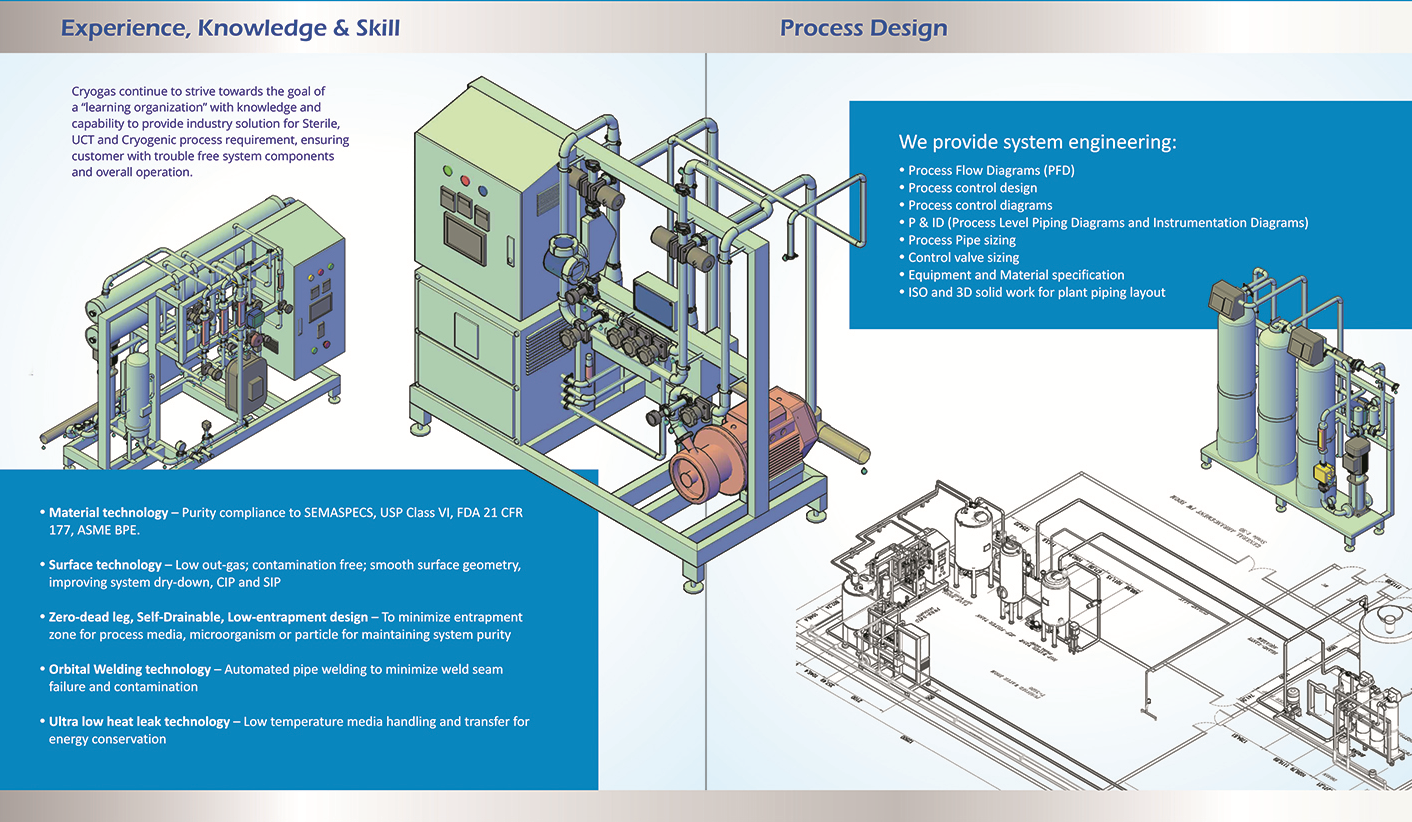 Experience, Knowledge & Skill
Cryogas continue to strive towards the goal of
a “learning organization” with knowledge and
capability to provide industry solution for Sterile,
UCT and Cryogenic process requirement, ensuring
customer with trouble free system components
and overall operation.
• Material technology – Purity compliance to SEMASPECS, USP Class VI, FDA 21 CFR
177, ASME BPE.
• Surface technology – Low out-gas; contamination free; smooth surface geometry,
improving system dry-down, CIP and SIP
• Zero-dead leg, Self-Drainable, Low-entrapment design – To minimize entrapment
zone for process media, microorganism or particle for maintaining system purity
• Orbital Welding technology – Automated pipe welding to minimize weld seam
failure and contamination
• Ultra low heat leak technology – Low temperature media handling and transfer for
energy conservation
Process Design
We provide system engineering:
• Process Flow Diagrams (PFD)
• Process control design
• Process control diagrams
• P & ID (Process Level Piping Diagrams and Instrumentation Diagrams)
• Process Pipe sizing
• Control valve sizing
• Equipment and Material specification
• ISO and 3D solid work for plant piping layout